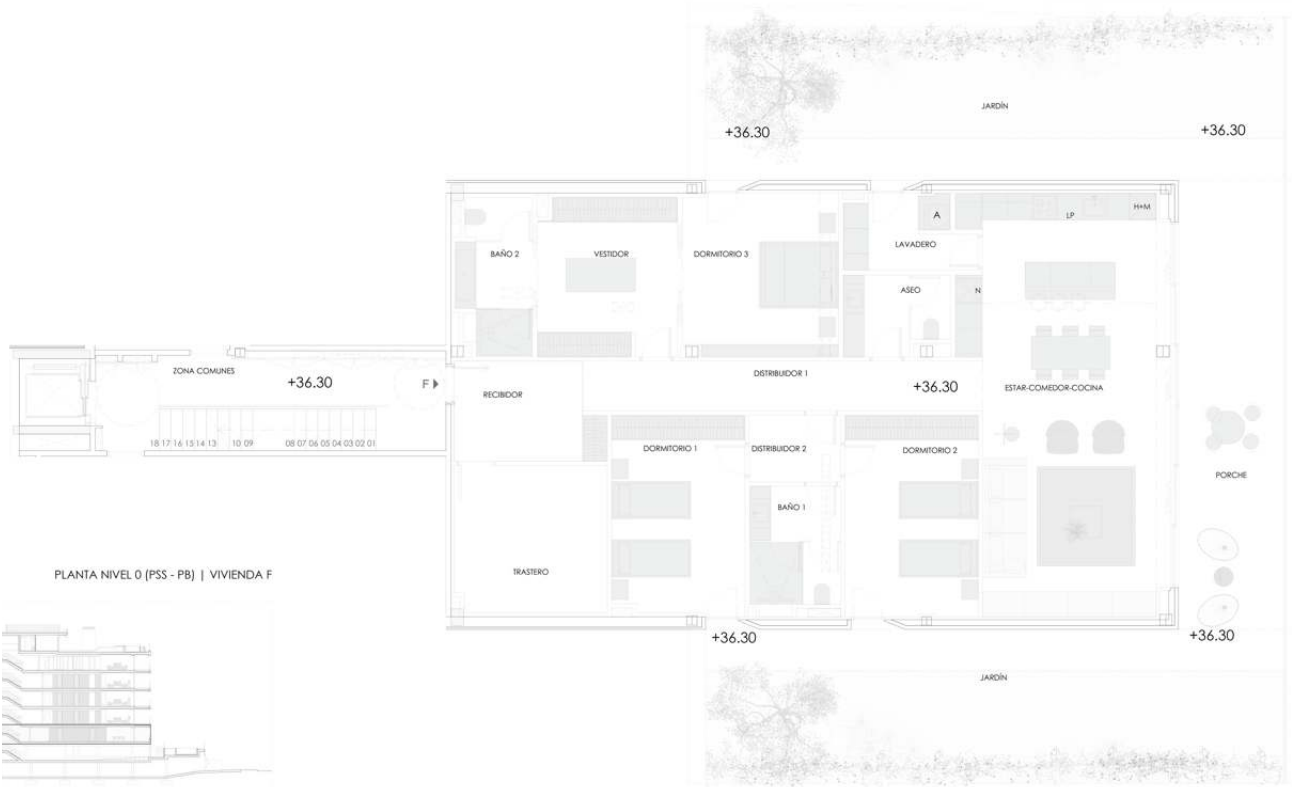 JARDÍN
+36.30
+36.30
H+M
A
LP
LAVADERO
BAÑO 2
VESTIDOR
DORMITORIO 3
ASEO
N
ZONA COMUNES
+36.30
F
DISTRIBUIDOR 1
+36.30
ESTAR-COMEDOR-COCINA
RECIBIDOR
18 17 16 15 14 13 10 09 08 07 06 05 04 03 02 01
DORMITORIO 1
DISTRIBUIDOR 2
DORMITORIO 2
PORCHE
BAÑO 1
TRASTERO
PLANTA NIVEL 0 (PSS - PB) | VIVIENDA F
+36.30
+36.30
JARDÍN